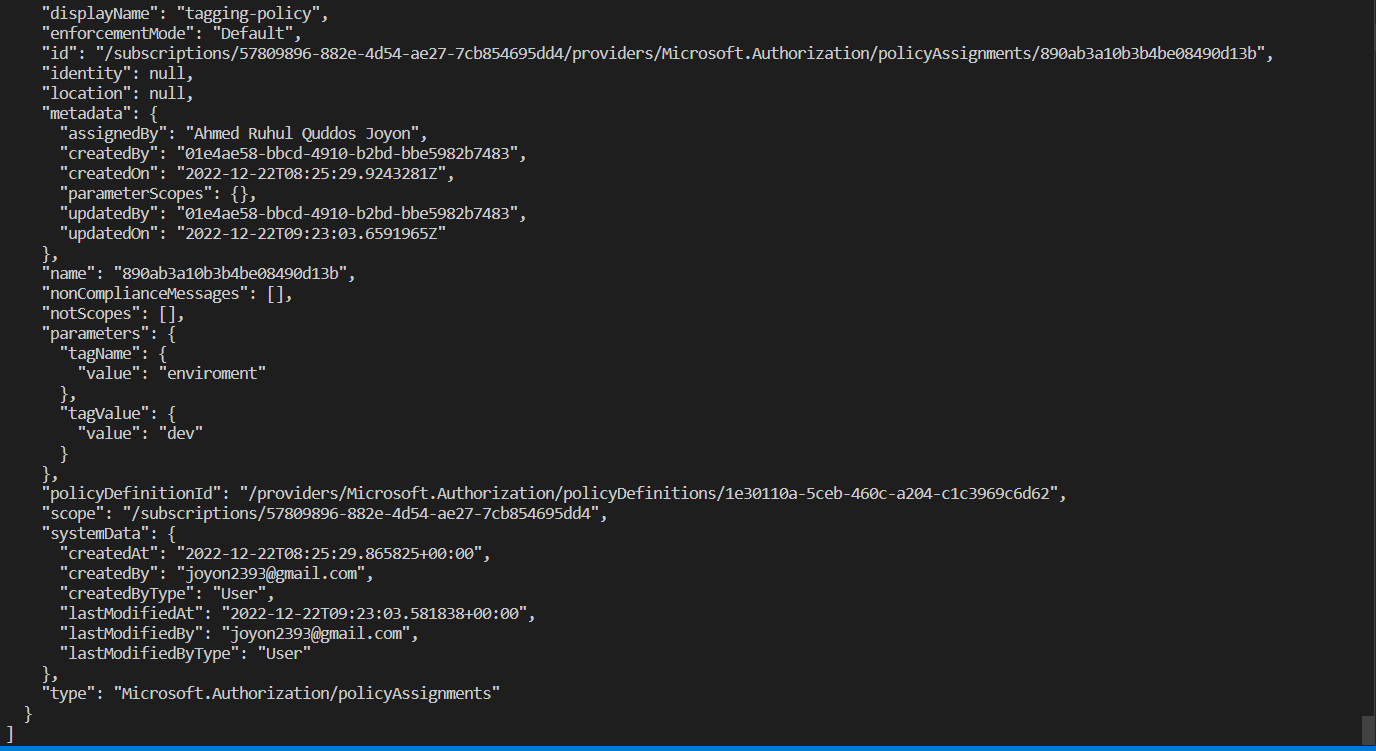 "displayName": "tagging-policy",
"enforcementMode": "Default",
"id": "/subscriptions/57809896-882e-4d54-ae27-7cb854695dd4/providers/Microsoft.Authorization/policyAssignments/890ab3a10b3b4be08490d13b",
"identity": null,
"location": null,
"metadata": {
"assignedBy": "Ahmed Ruhul Quddos Joyon",
"createdBy": "01e4ae58-bbcd-4910-b2bd-bbe5982b7483",
"createdOn": "2022-12-22T08:25:29.9243281Z",
"parameterScopes": {},
"updatedBy": "01e4ae58-bbcd-4910-b2bd-bbe5982b7483",
"updatedOn": "2022-12-22T09:23:03.6591965Z"
},
"name": "890ab3a10b3b4be08490d13b",
"nonComplianceMessages": [],
"notScopes": [],
"parameters": {
"tagName": {
"value": "enviroment"
},
"tagValue": {
"value": "dev"
}
},
"policyDefinitionId": "/providers/Microsoft.Authorization/policyDefinitions/1e30110a-5ceb-460c-a204-c1c3969c6d62",
"scope": "/subscriptions/57809896-882e-4d54-ae27-7cb854695dd4",
"systemData": {
"createdAt": "2022-12-22T08:25:29.865825+00:00",
"createdBy": "joyon2393@gmail.com",
"createdByType": "User",
"lastModifiedAt": "2022-12-22T09:23:03.581838+00:00",
"lastModifiedBy": "joyon2393@gmail.com",
"lastModifiedByType": "User"
},
"type": "Microsoft.Authorization/policyAssignments"
}
]